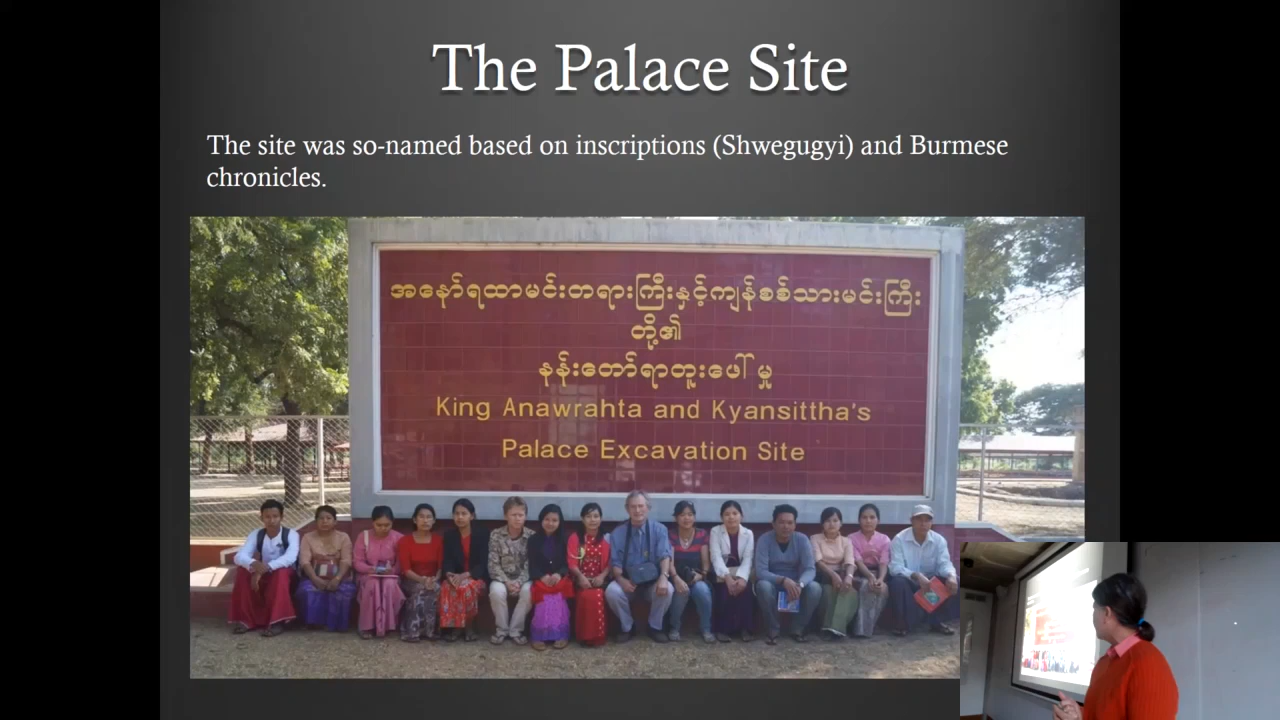 The Palace Site
The site was so-named based on inscriptions (Shwegugyi) and Burmese
chronicles.
အနော်ရထာမင်းတရားကြီးနှင့်ကျန်စစ်သားမင်းကြီး
တို့၏
နန်းတော်ရာတူးဖော်မှု
King Anawrahta and Kyansittha's
Palace Excavation Site